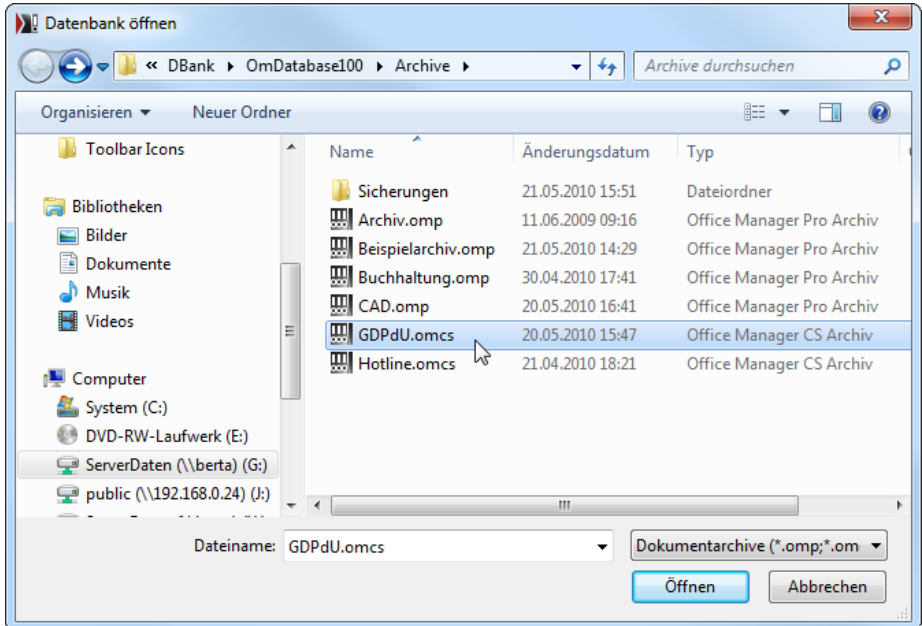 Datenbank öffnen
« DBank ▸ OmDatabase100 ▸ Archive ▸ Archive durchsuchen
Organisieren Neuer Ordner
Toolbar Icons
Bibliotheken
Bilder
Dokumente
Musik
Videos
Computer
System (C:)
DVD-RW-Laufwerk (E:)
ServerDaten (\\berta) (G:)
public (\\192.168.0.24) (J:)
Name Änderungsdatum Typ
Sicherungen 21.05.2010 15:51 Dateiordner
Archiv.omp 11.06.2009 09:16 Office Manager Pro Archiv
Beispielarchiv.omp 21.05.2010 14:29 Office Manager Pro Archiv
Buchhaltung.omp 30.04.2010 17:41 Office Manager Pro Archiv
CAD.omp 20.05.2010 16:41 Office Manager Pro Archiv
GDPdU.omcs 20.05.2010 15:47 Office Manager CS Archiv
Hotline.omcs 21.04.2010 18:21 Office Manager CS Archiv
Dateiname: GDPdU.omcs Dokumentarchive (*.omp;*.om
Öffnen Abbrechen